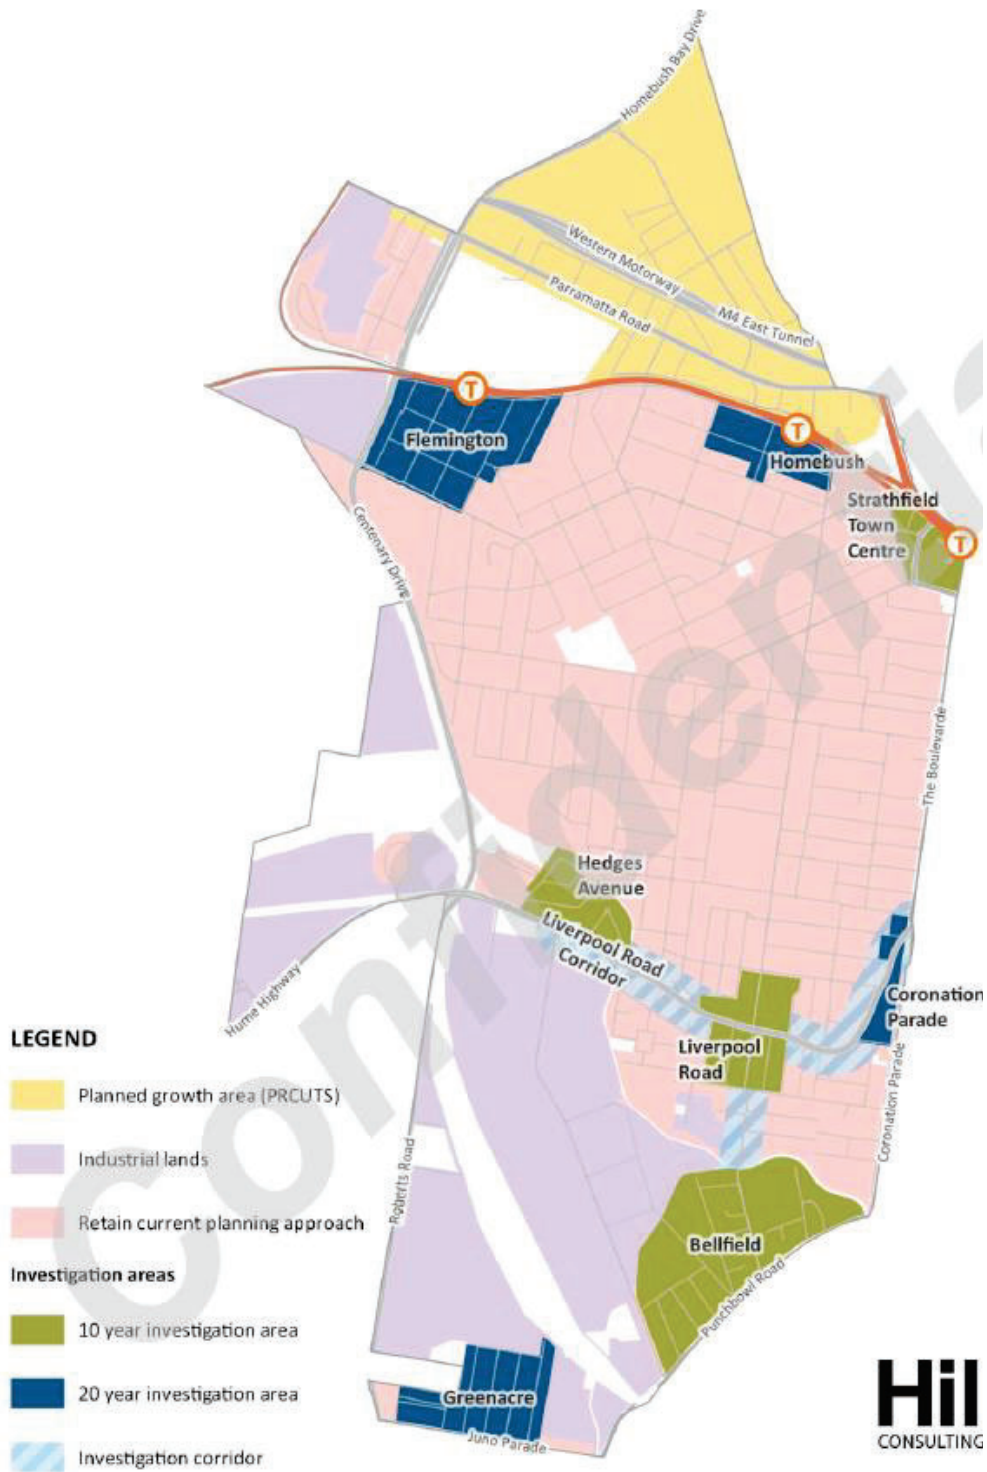 Homebush Bay Drive
Western Motorway
M4 East Tunnel
Parramatta Road
T
Flemington
T
Homebush
Strathfield
Town
Centre
T
Centenary Drive
The Boulevarde
Hedges
Avenue
Liverpool Road
Corridor
Hume Highway
Coronation
Parade
Liverpool
Road
Coronation Parade
Roberts Road
Bellfield
Punchbowl Road
Greenacre
Juno Parade
LEGEND
Planned growth area (PRCUTS)
Industrial lands
Retain current planning approach
Investigation areas
10 year investigation area
20 year investigation area
Investigation corridor
Hil
CONSULTING
Confidentia